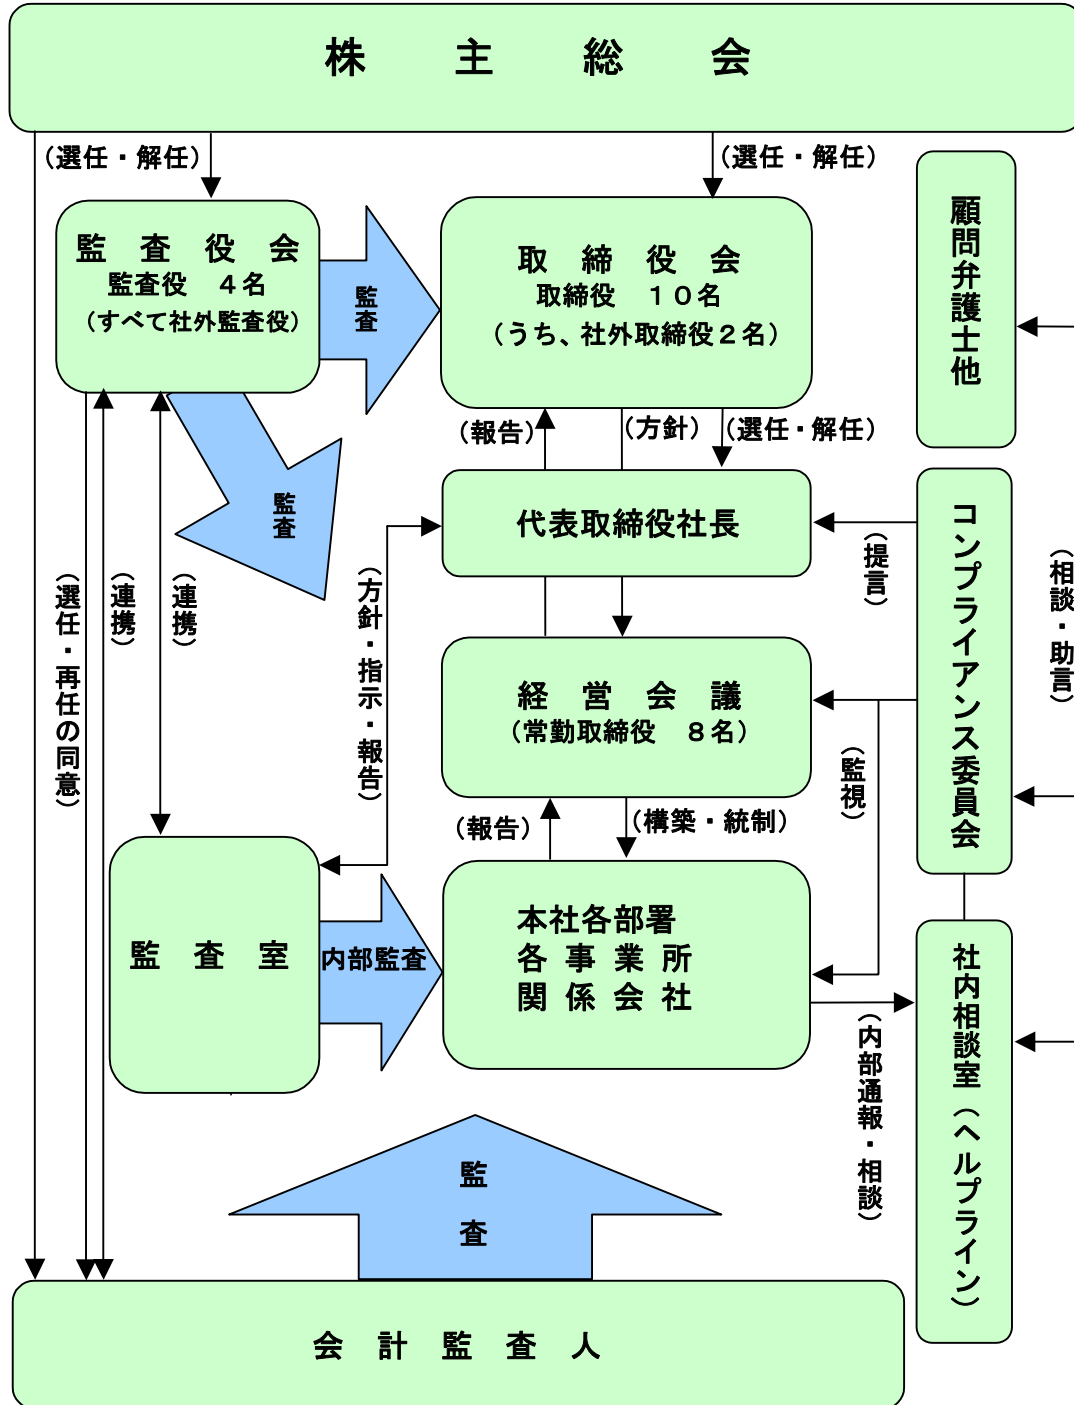 株　主　総　会
（選任・解任）
（選任・解任）
監　査　役　会
監査役　４名
（すべて社外監査役）
監査
取　締　役　会
取締役　１０名
（うち、社外取締役２名）
顧問弁護士他
（報告）
（方針）
（選任・解任）
監査
代表取締役社長
（提言）
コンプライアンス委員会
（相談・助言）
（選任・再任の同意）
（連携）
（連携）
（方針・指示・報告）
経　営　会　議
（常勤取締役　８名）
（監視）
（報告）
（構築・統制）
監　査　室
内部監査
本社各部署
各　事　業　所
関　係　会　社
（内部通報・相談）
社内相談室（ヘルプライン）
監
査
会　計　監　査　人